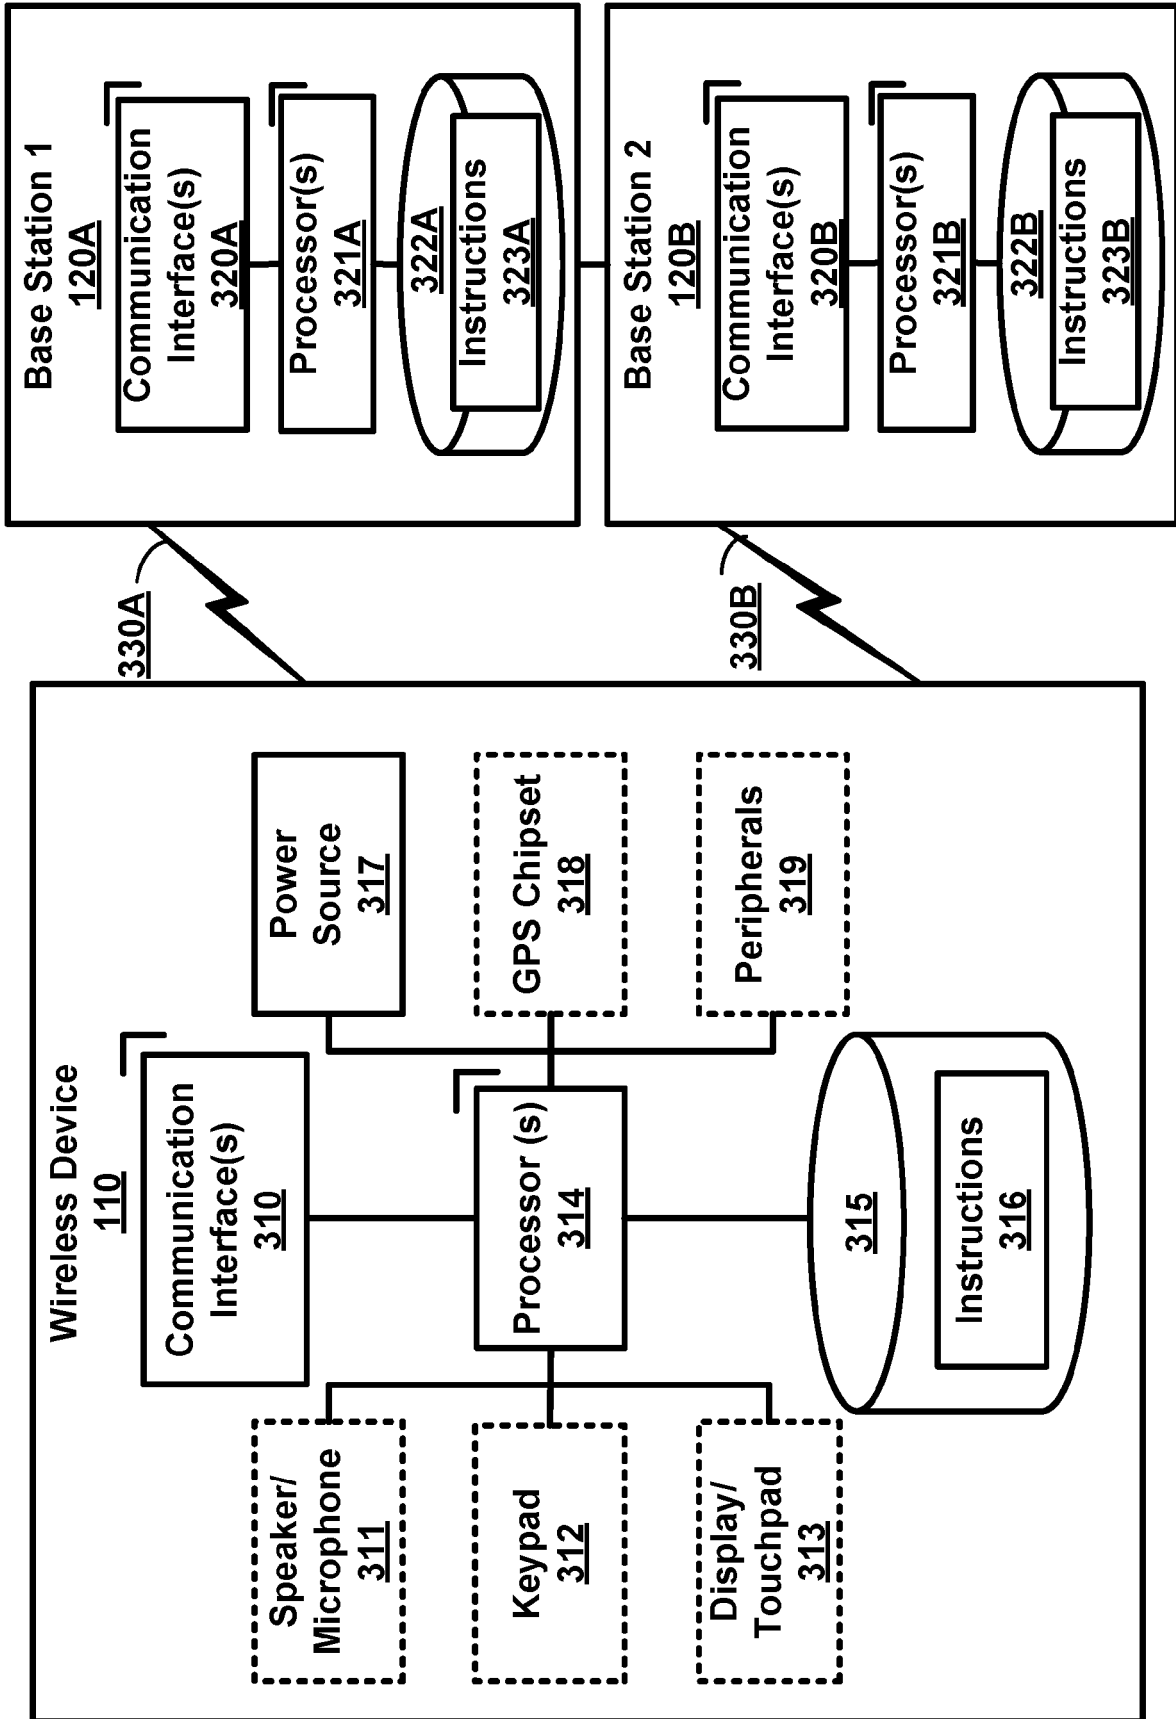 Wireless Device
110
Communication
Interface(s)
310
Speaker/
Microphone
311
Keypad
312
Display/
Touchpad
313
Processor (s)
314
Power
Source
317
GPS Chipset
318
Peripherals
319
315
Instructions
316
330A
330B
Base Station 1
120A
Communication
Interface(s)
320A
Processor(s)
321A
322A
Instructions
323A
Base Station 2
120B
Communication
Interface(s)
320B
Processor(s)
321B
322B
Instructions
323B